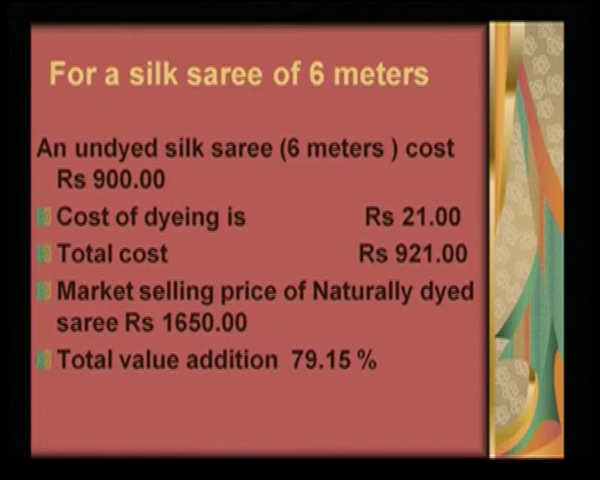 For a silk saree of 6 meters
An undyed silk saree (6 meters ) cost
Rs 900.00
Cost of dyeing is Rs 21.00
Total cost Rs 921.00
Market selling price of Naturally dyed
saree Rs 1650.00
Total value addition 79.15 %